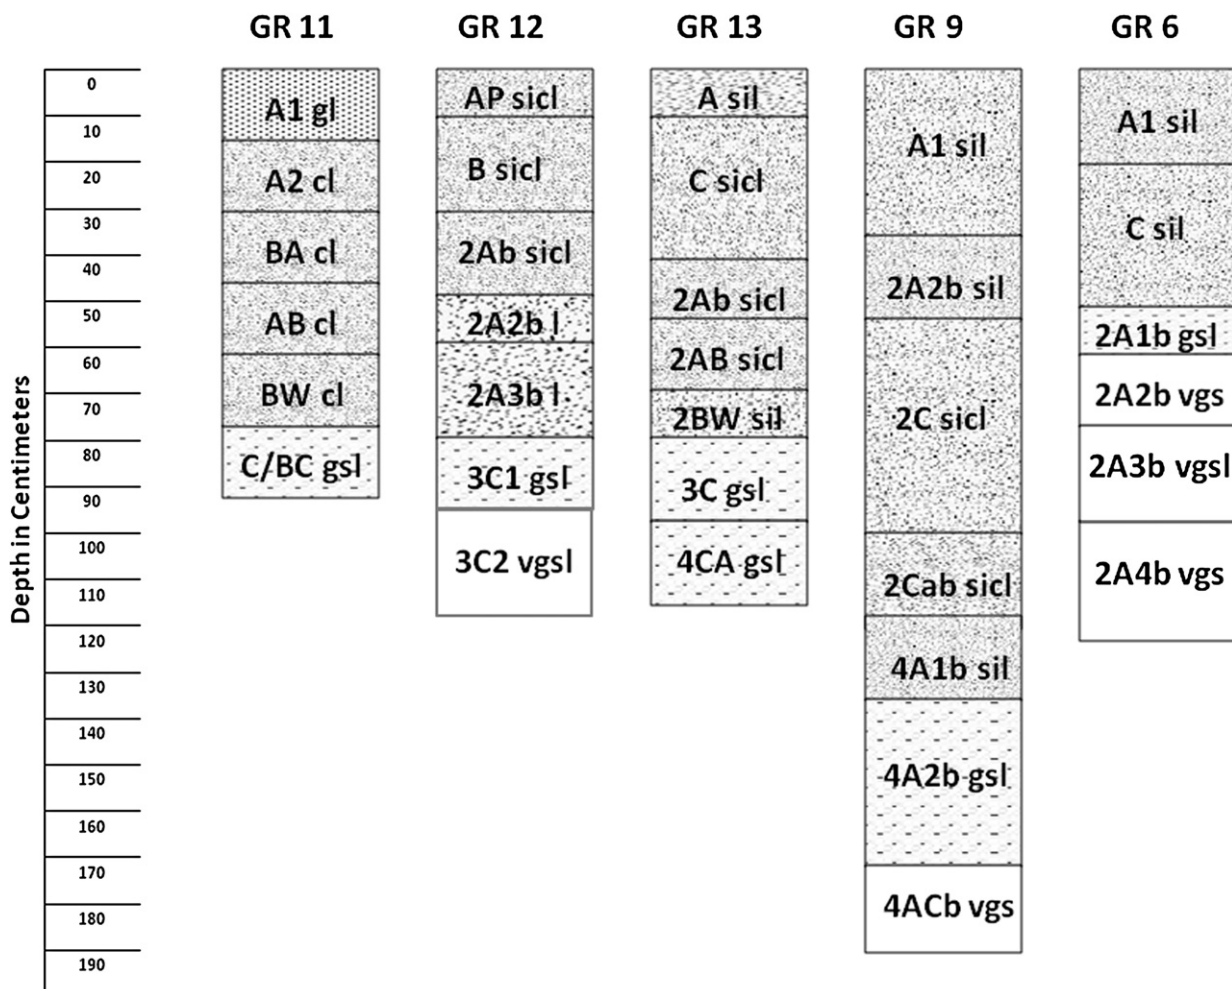 GR 11
GR 12
GR 13
GR 9
GR 6
Depth in Centimeters
0
10
20
30
40
50
60
70
80
90
100
110
120
130
140
150
160
170
180
190
A1 gl
A2 cl
BA cl
AB cl
BW cl
C/BC gsl
AP sicl
B sicl
2Ab sicl
2A2b l
2A3b l
3C1 gsl
3C2 vgsl
A sil
C sicl
2Ab sicl
2AB sicl
2BW sil
3C gsl
4CA gsl
A1 sil
2A2b sil
2C sicl
2Cab sicl
4A1b sil
4A2b gsl
4ACb vgs
A1 sil
C sil
2A1b gsl
2A2b vgs
2A3b vgsl
2A4b vgs